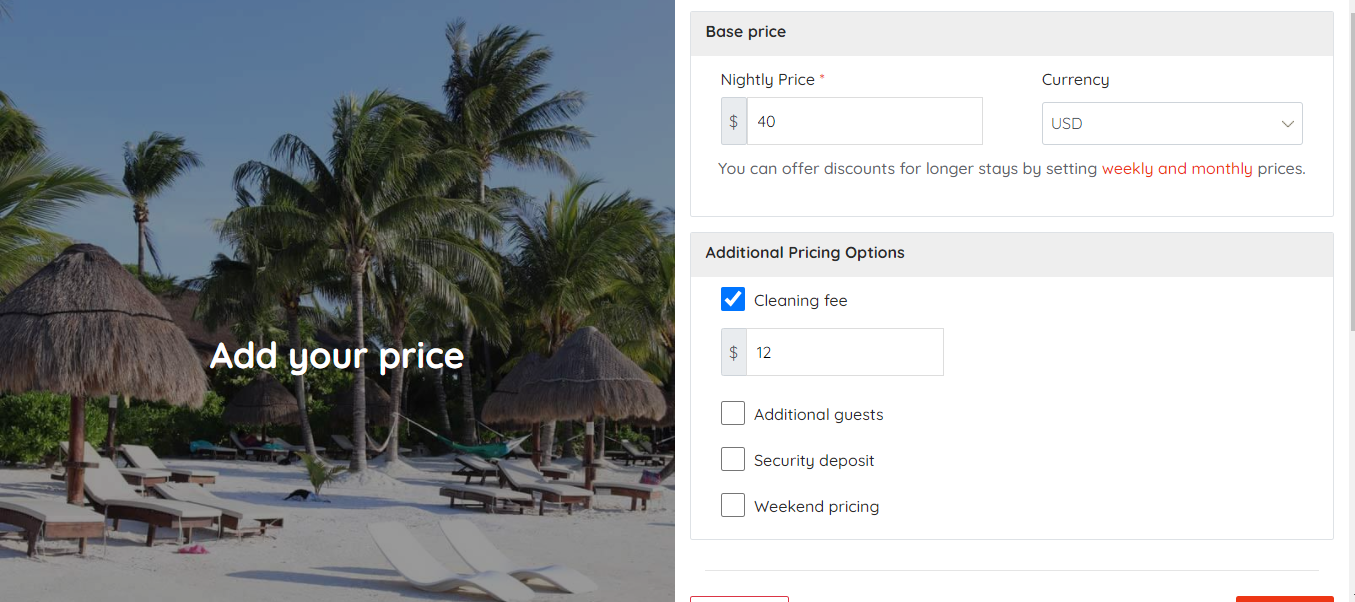 Add your price
Base price
Nightly Price *
Currency
$ 40
USD
You can offer discounts for longer stays by setting weekly and monthly prices.
Additional Pricing Options
Cleaning fee
$ 12
Additional guests
Security deposit
Weekend pricing